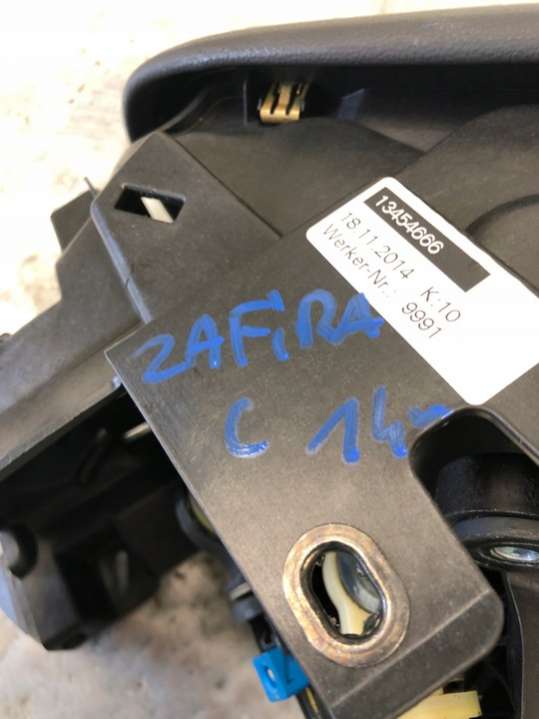 13454666
18.11.2014 K:10
Werker-Nr.: 9991
ZAFiRA
C 14